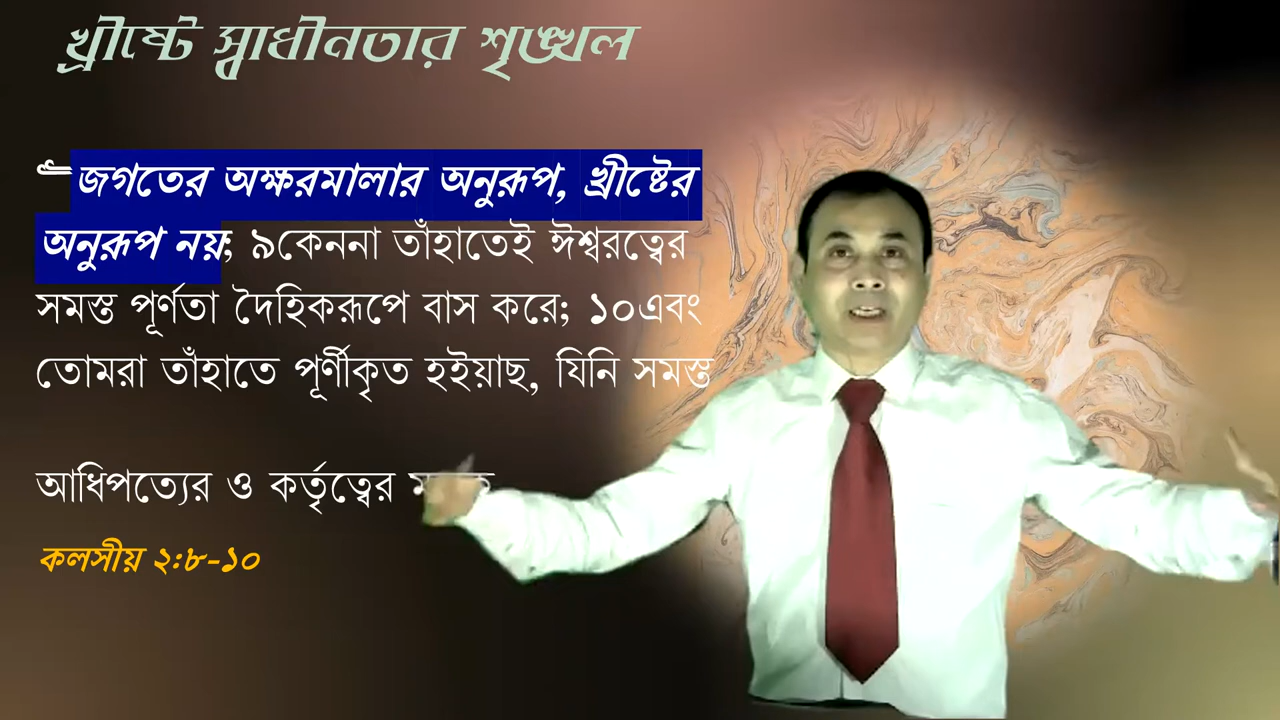 খ্রীষ্টে স্বাধীনতার শৃঙ্খল
জগতের অক্ষরমালার অনুরূপ, খ্রীষ্টের
অনুরূপ নয়; ৯কেননা তাঁহাতেই ঈশ্বরত্বের
সমস্ত পূর্ণতা দৈহিকরূপে বাস করে; ১০এবং
তোমরা তাঁহাতে পূর্ণীকৃত হইয়াছ, যিনি সমস্ত
আধিপত্যের ও কর্তৃত্বের
কলসীয় ২:৮-১০